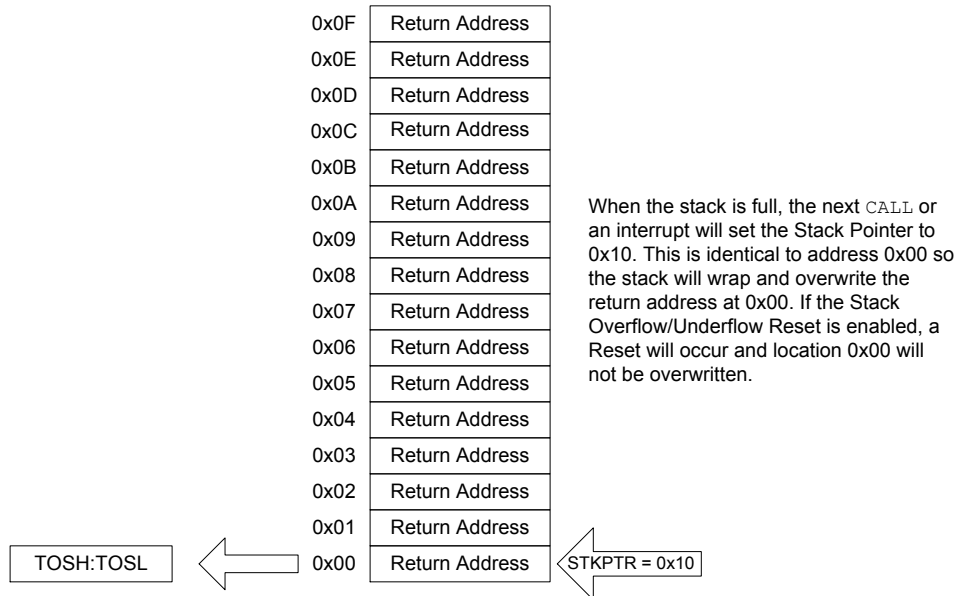 0x0F Return Address
0x0E Return Address
0x0D Return Address
0x0C Return Address
0x0B Return Address
0x0A Return Address
0x09 Return Address
0x08 Return Address
0x07 Return Address
0x06 Return Address
0x05 Return Address
0x04 Return Address
0x03 Return Address
0x02 Return Address
0x01 Return Address
TOSH:TOSL 0x00 Return Address STKPTR = 0x10
When the stack is full, the next CALL or
an interrupt will set the Stack Pointer to
0x10. This is identical to address 0x00 so
the stack will wrap and overwrite the
return address at 0x00. If the Stack
Overflow/Underflow Reset is enabled, a
Reset will occur and location 0x00 will
not be overwritten.